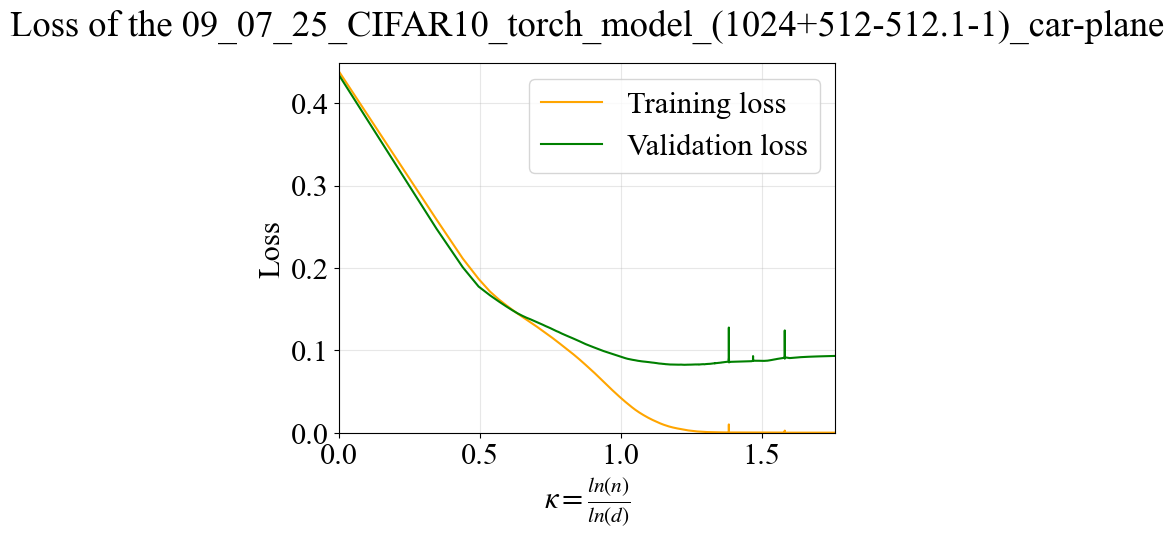 Loss of the 09_07_25_CIFAR10_torch_model_(1024+512-512.1-1)_car-plane
Training loss
Validation loss
Loss
0.4
0.3
0.2
0.1
0.0
0.0 0.5 1.0 1.5
κ = ln(n)/ln(d)